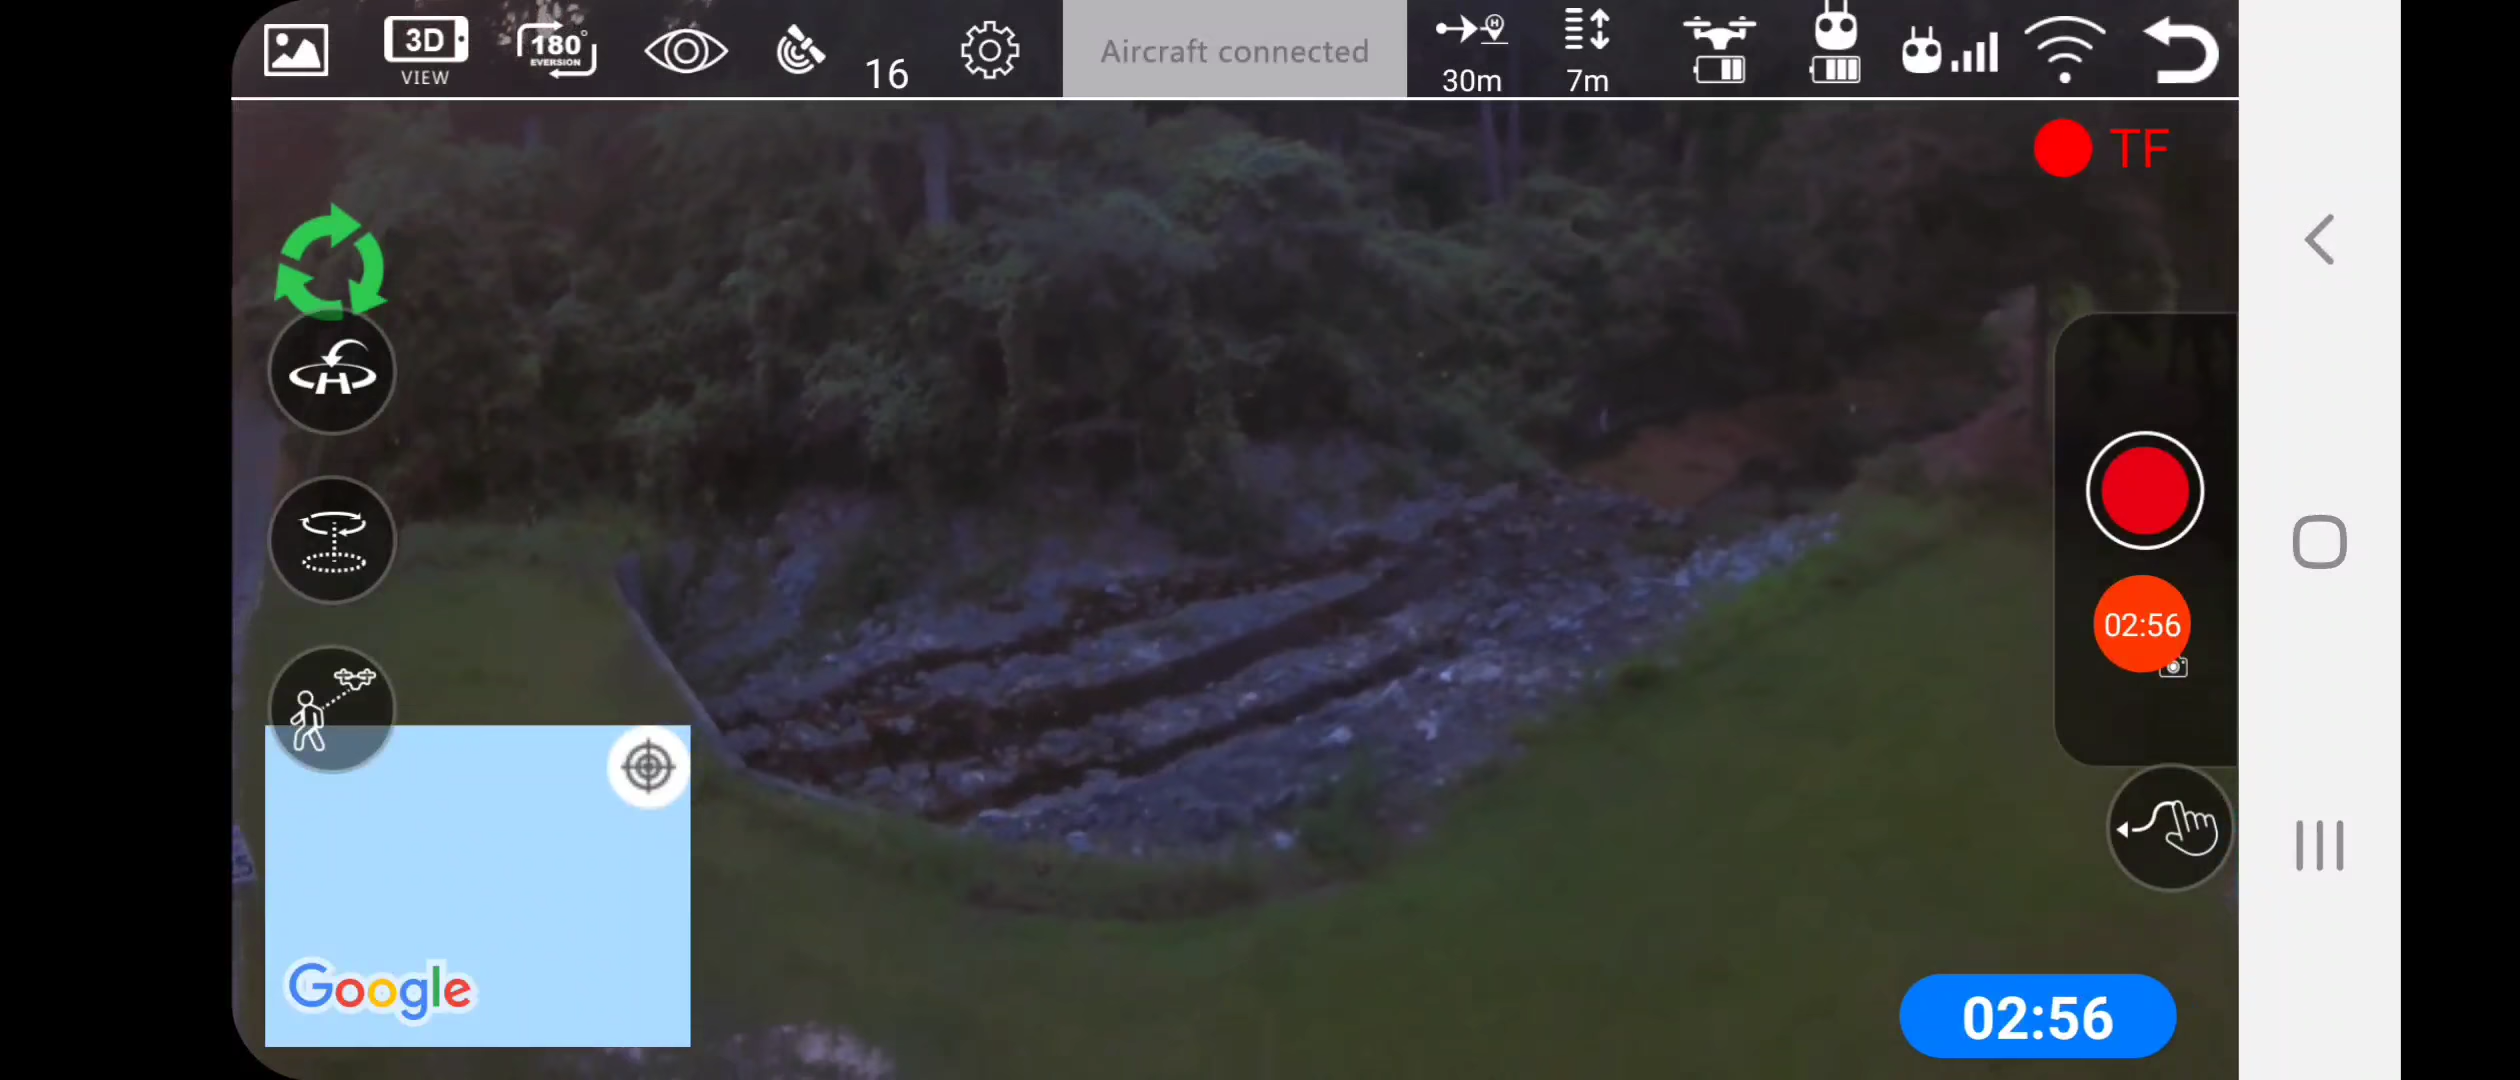 3D
VIEW
180°
EVERSION
16
Aircraft connected
H
30m
7m
TF
H
02:56
Google
02:56